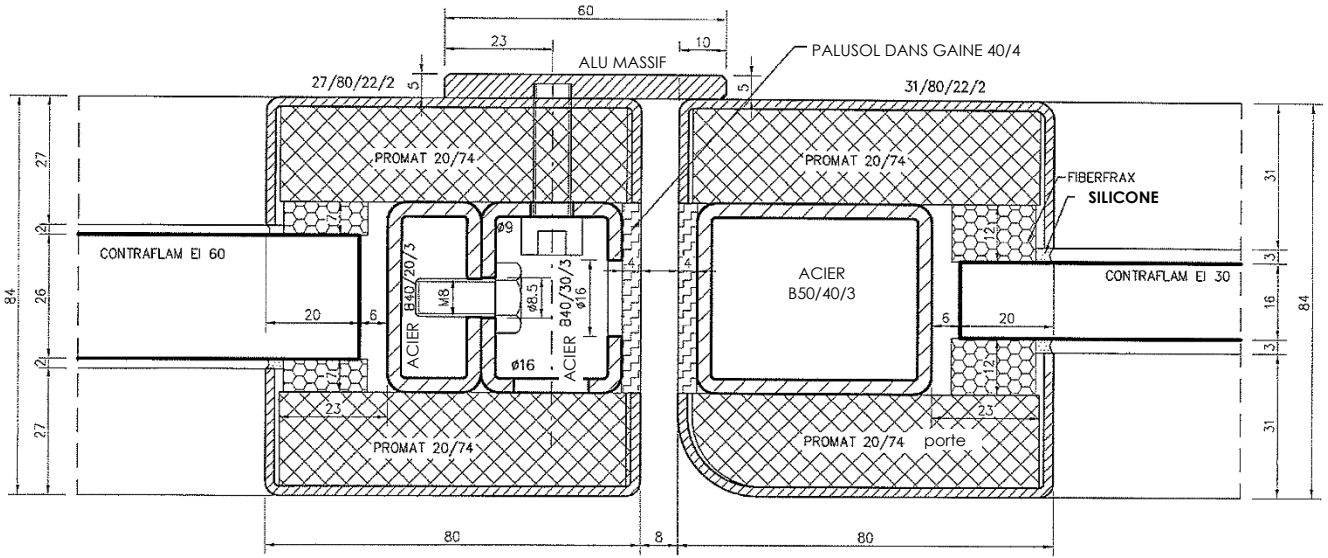 60
23
10
PALUSOL DANS GAINE 40/4
ALU MASSIF
27/80/22/2
5
5
31/80/22/2
84
27
2
26
2
27
PROMAT 20/74
PROMAT 20/74
FIBERFRAX
SILICONE
17
12
CONTRAFLAM EI 60
CONTRAFLAM EI 30
ø9
4
4
ACIER B40/20/3
M8
ø8.5
ACIER B40/30/3
ø16
ø16
ACIER
B50/40/3
20
6
6
20
17
12
23
23
PROMAT 20/74
PROMAT 20/74 porte
31
3
16
3
31
84
80
8
80